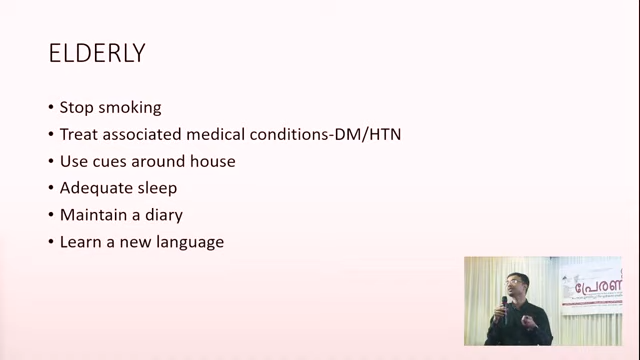 ELDERLY
• Stop smoking
• Treat associated medical conditions-DM/HTN
• Use cues around house
• Adequate sleep
• Maintain a diary
• Learn a new language